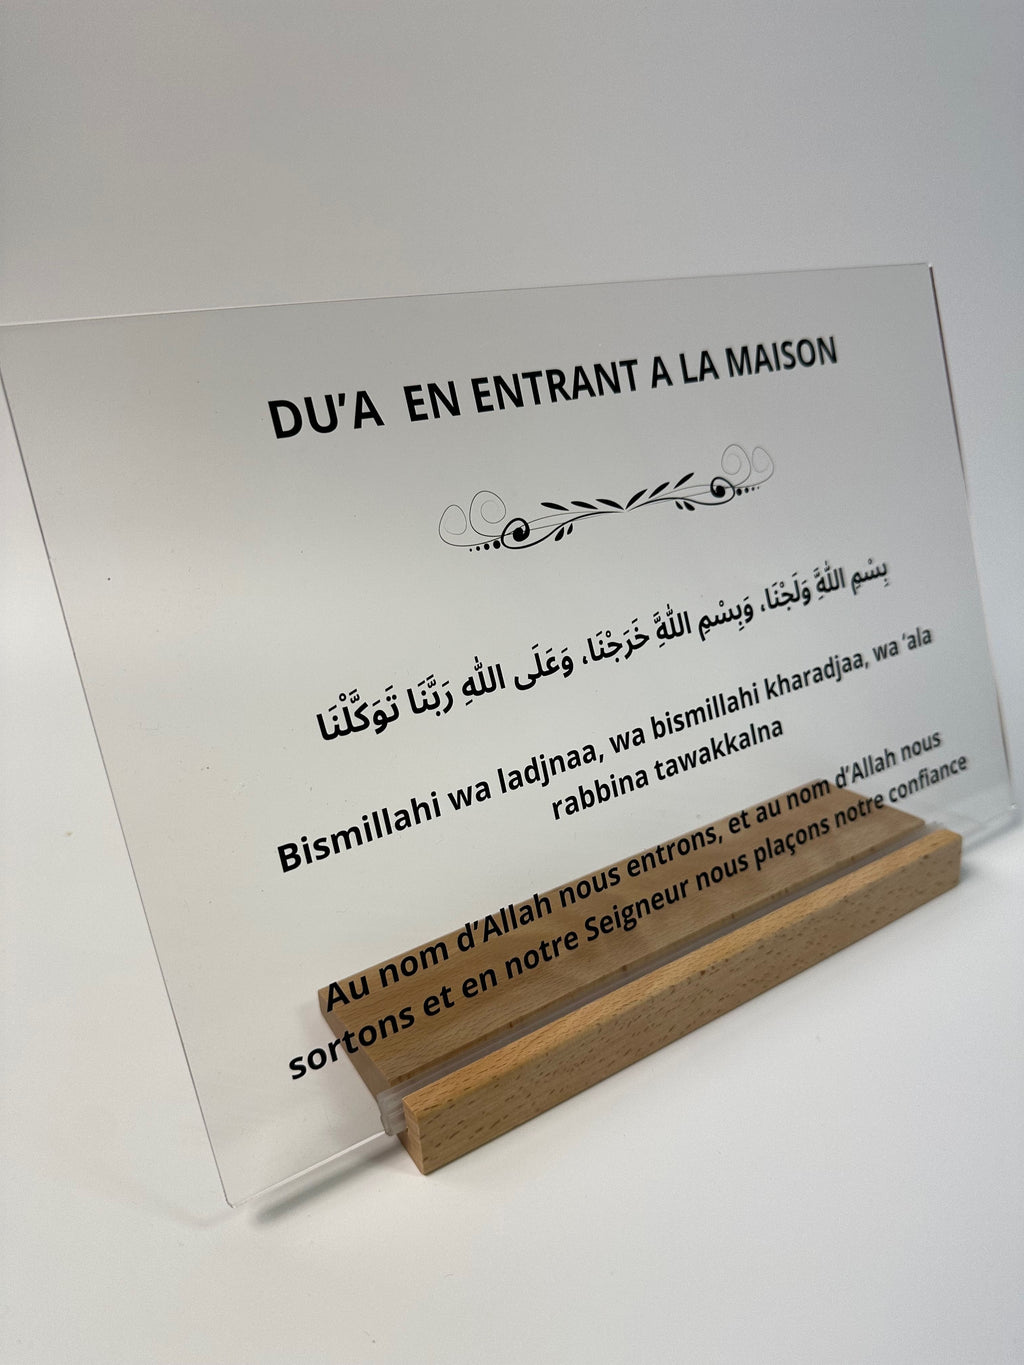 DU’A  EN ENTRANT A LA MAISON
بِسْمِ اللَّهِ وَلَجْنَا، وَبِسْمِ اللَّهِ خَرَجْنَا، وَعَلَى اللهِ رَبَّنَا تَوَكَّلْنَا
Bismillahi wa ladjnaa, wa bismillahi kharadjaa, wa ‘ala
rabbina tawakkalna
Au nom d’Allah nous entrons, et au nom d’Allah nous
sortons et en notre Seigneur nous plaçons notre confiance